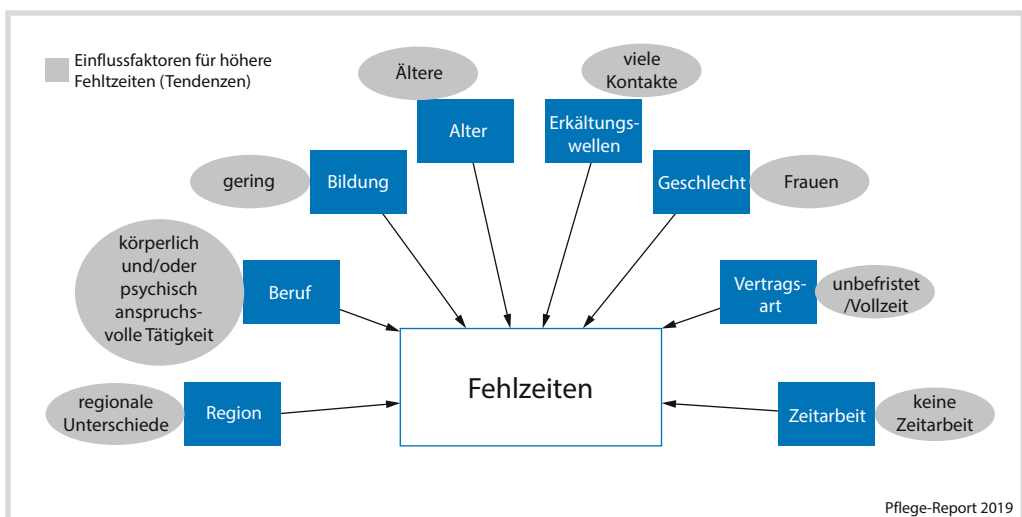 Einflussfaktoren für höhere
Fehltzeiten (Tendenzen)
Ältere
Alter
viele
Kontakte
Erkältungs-
wellen
gering
Bildung
Geschlecht
Frauen
körperlich
und/oder
psychisch
anspruchs-
volle Tätigkeit
Beruf
Vertrags-
art
unbefristet
/Vollzeit
regionale
Unterschiede
Region
Fehlzeiten
Zeitarbeit
keine
Zeitarbeit
Pflege-Report 2019